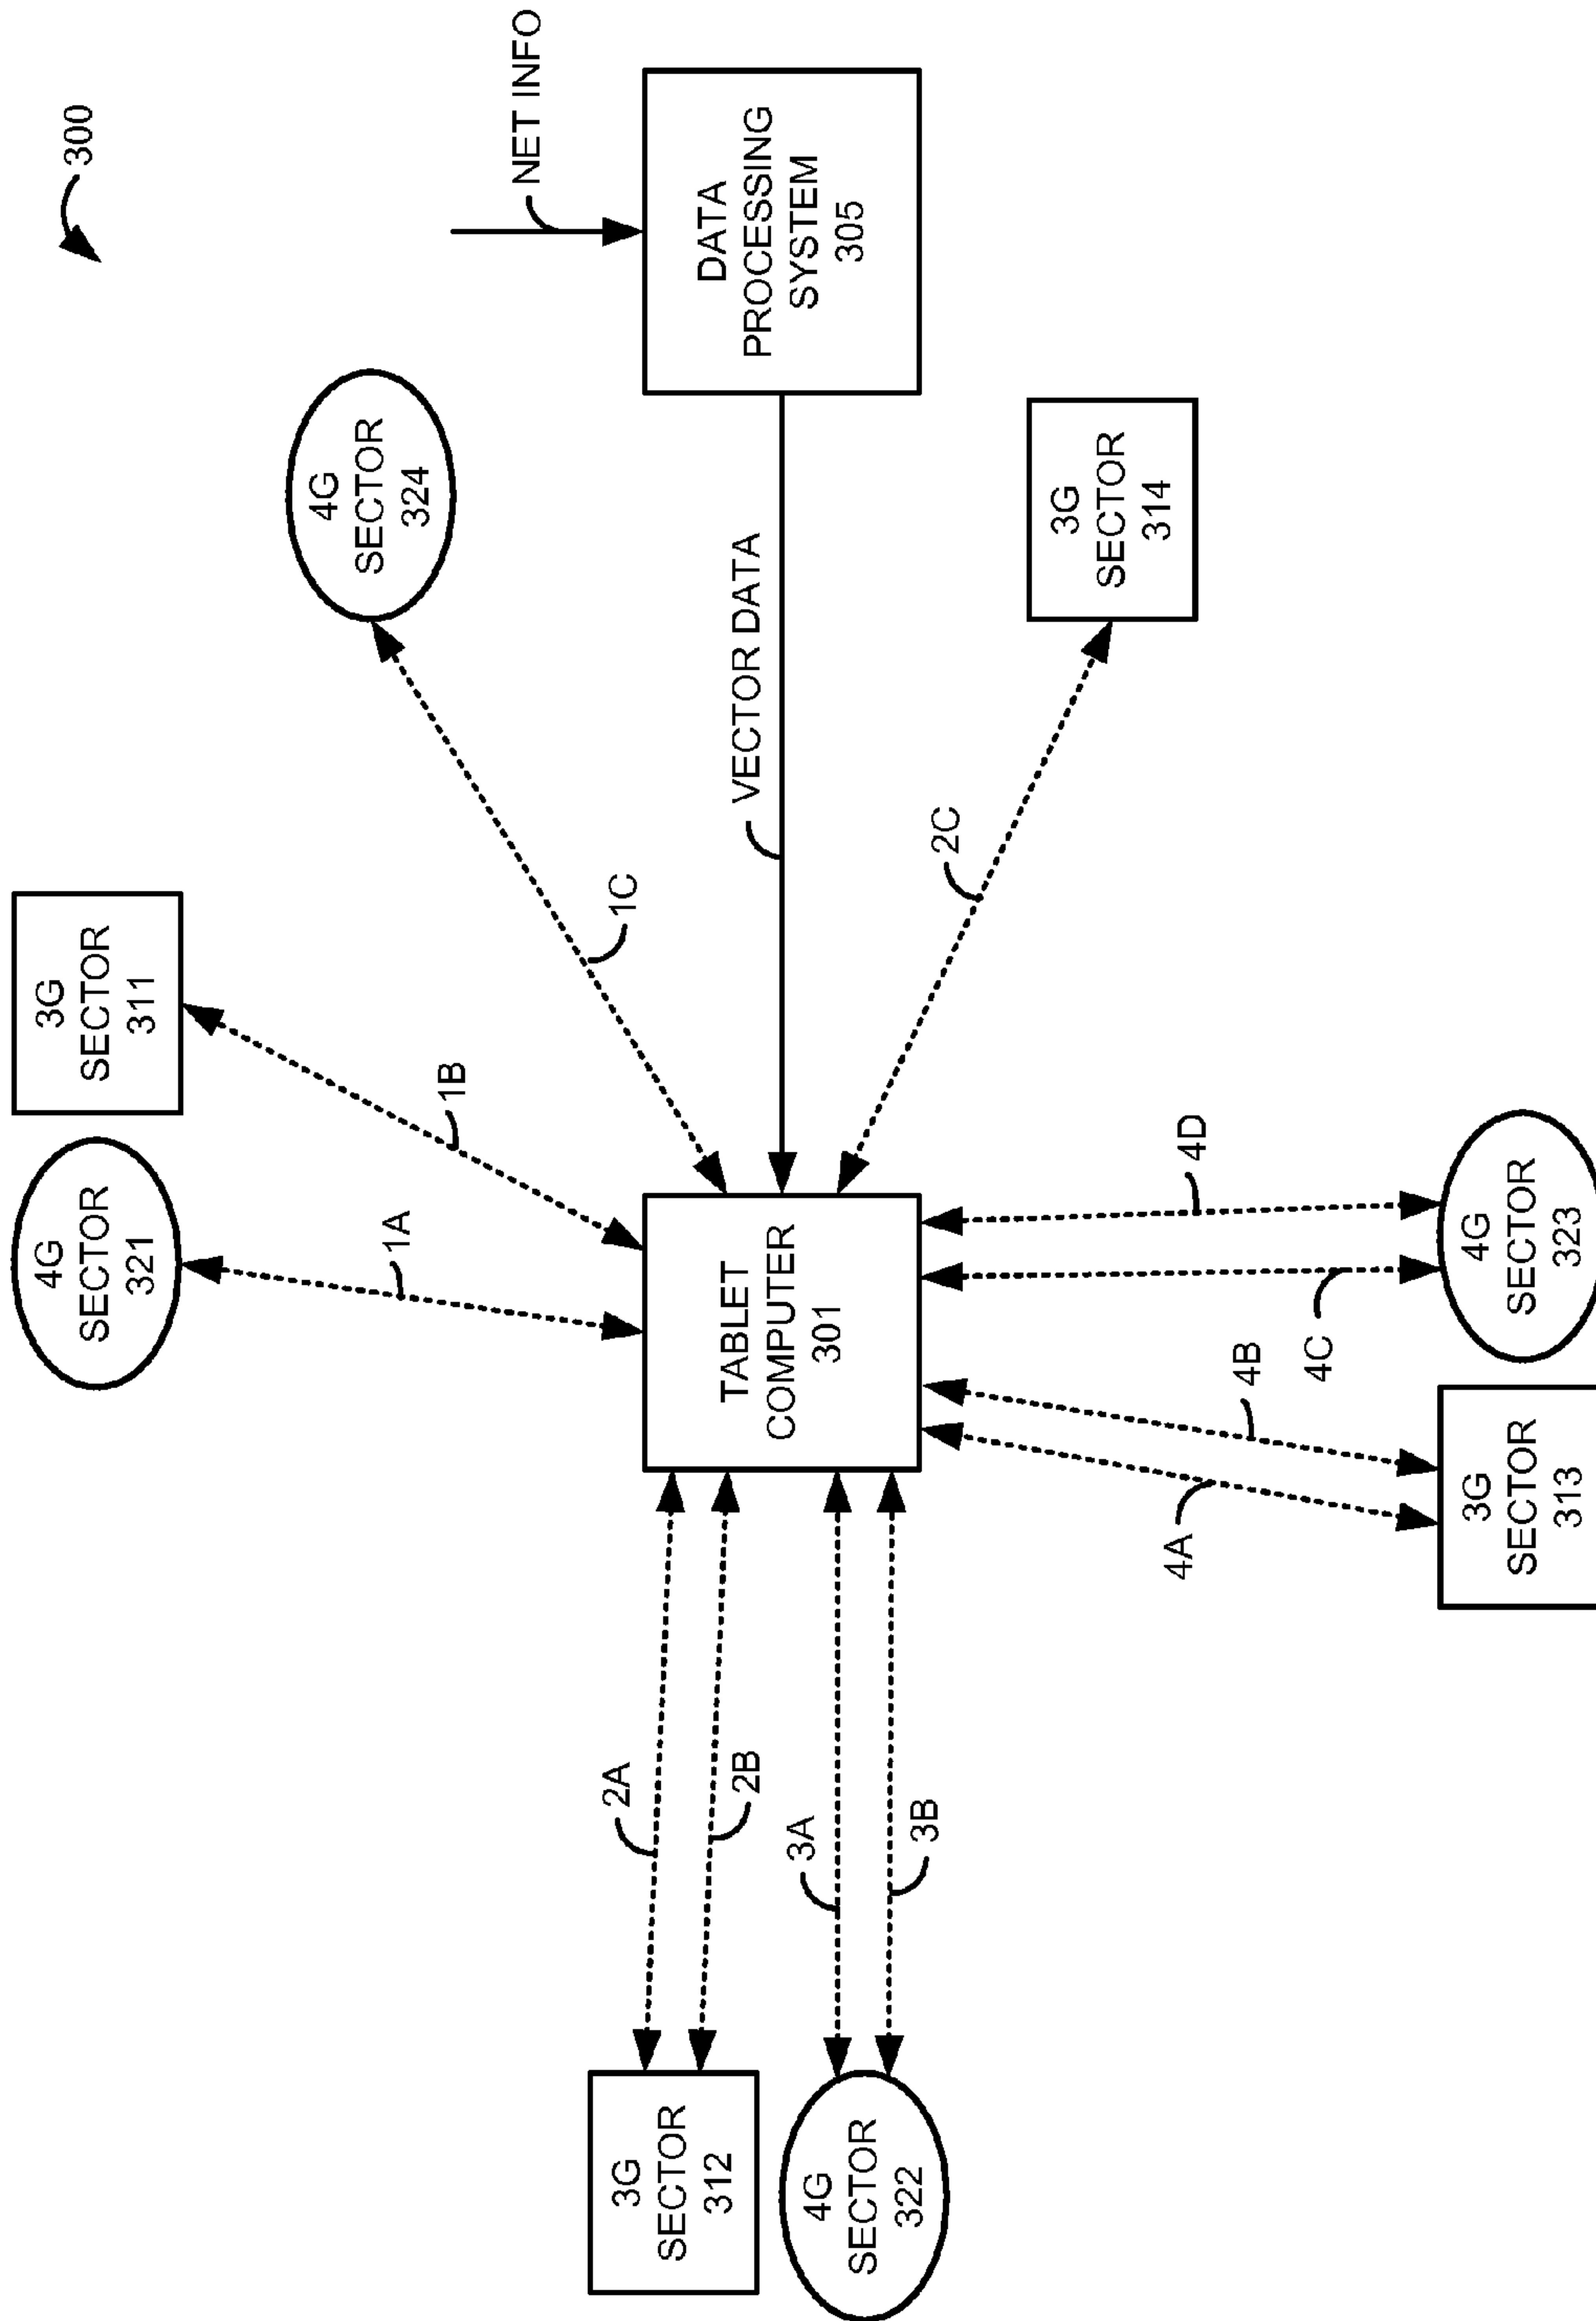 300
NET INFO
DATA
PROCESSING
SYSTEM
305
4G
SECTOR
324
VECTOR DATA
3G
SECTOR
314
1C
2C
3G
SECTOR
311
4G
SECTOR
321
1B
1A
TABLET
COMPUTER
301
4D
4C
4B
4A
4G
SECTOR
323
3G
SECTOR
313
2A
2B
3A
3B
3G
SECTOR
312
4G
SECTOR
322